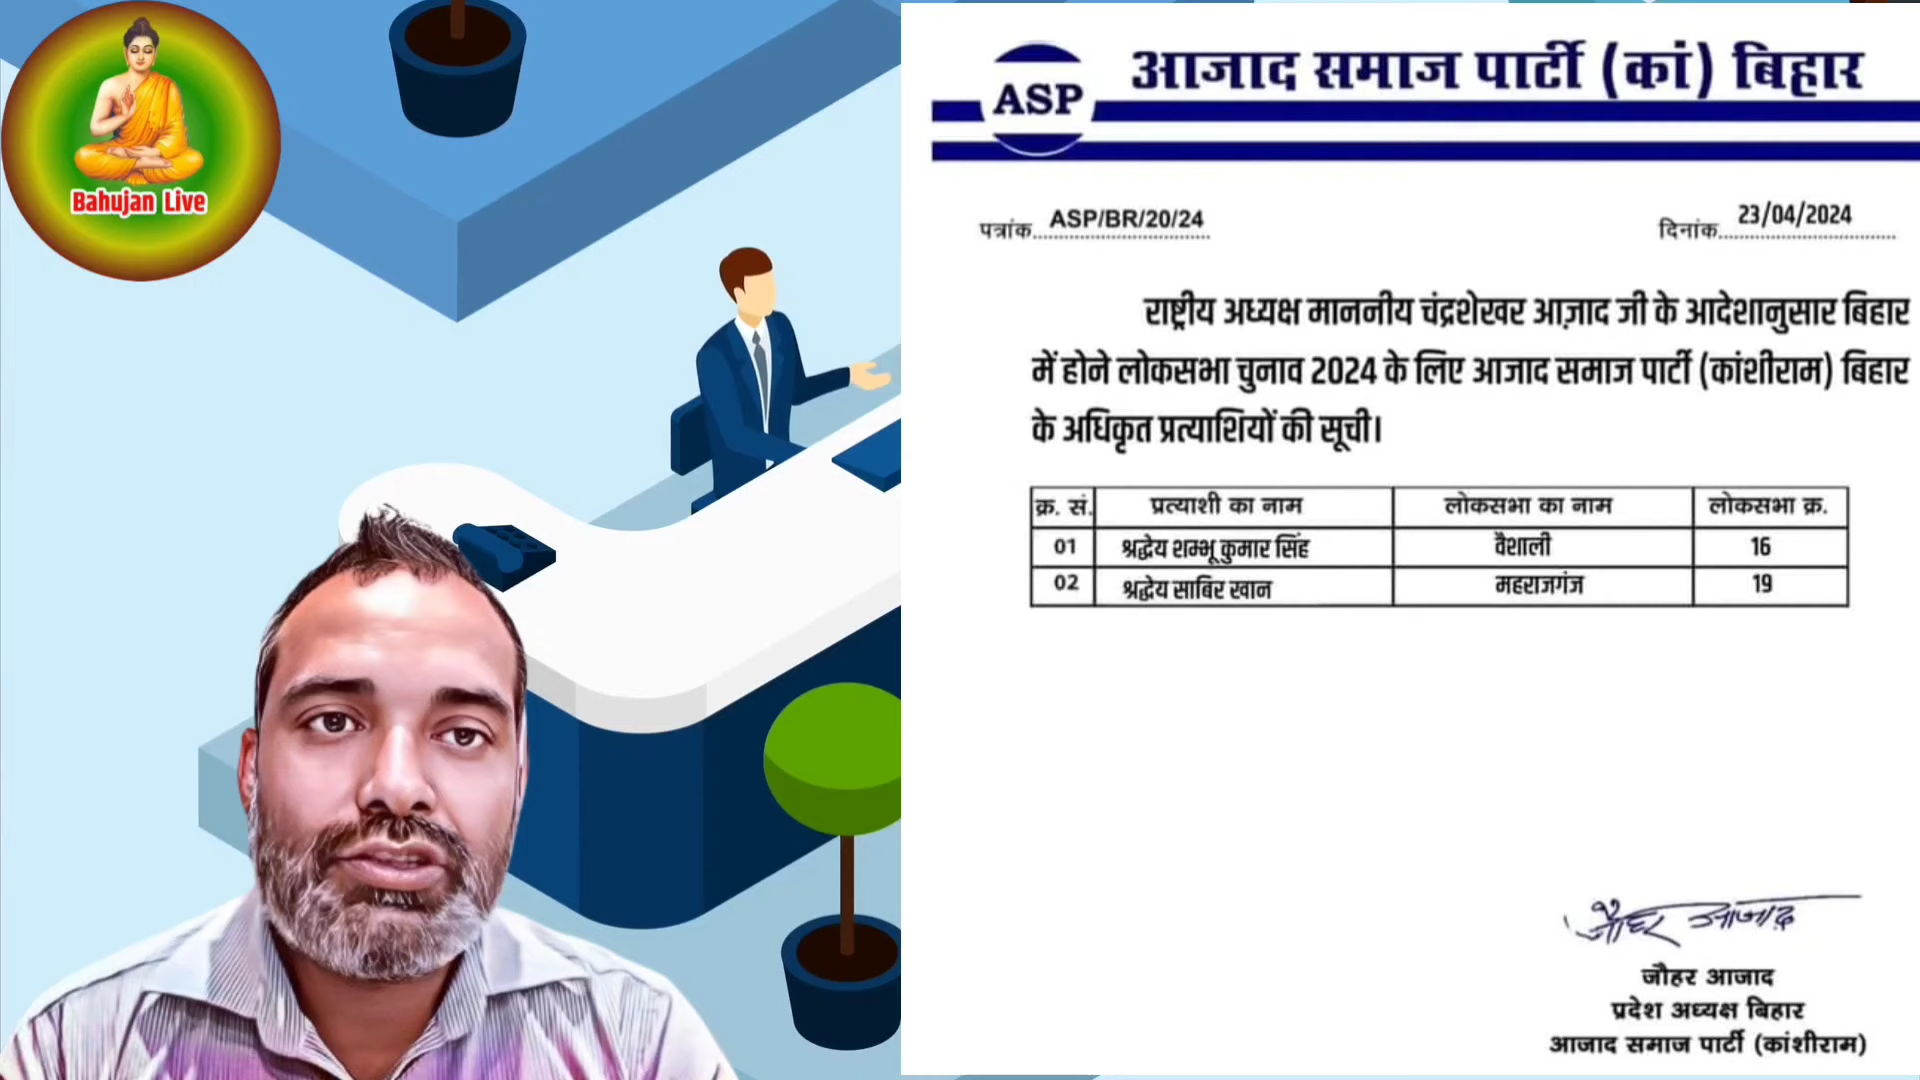 Bahujan Live
ASP
आजाद समाज पार्टी (कां) बिहार
पत्रांक ASP/BR/20/24
दिनांक 23/04/2024
राष्ट्रीय अध्यक्ष माननीय चंद्रशेखर आज़ाद जी के आदेशानुसार बिहार
में होने लोकसभा चुनाव 2024 के लिए आजाद समाज पार्टी (कांशीराम) बिहार
के अधिकृत प्रत्याशियों की सूची।
क्र. सं. प्रत्याशी का नाम लोकसभा का नाम लोकसभा क्र.
01 श्रद्धेय शम्भू कुमार सिंह वैशाली 16
02 श्रद्धेय साबिर खान महराजगंज 19
जौहर आजाद
जौहर आजाद
प्रदेश अध्यक्ष बिहार
आजाद समाज पार्टी (कांशीराम)